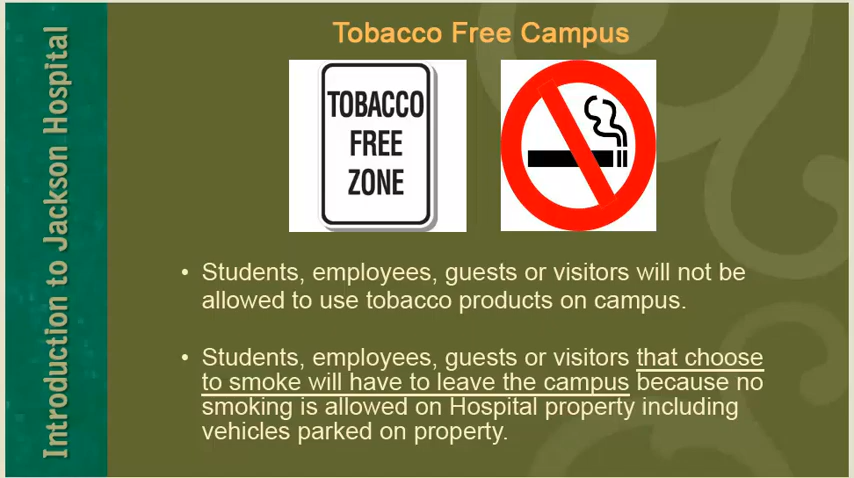 Introduction to Jackson Hospital
Tobacco Free Campus
TOBACCO
FREE
ZONE
• Students, employees, guests or visitors will not be
allowed to use tobacco products on campus.
• Students, employees, guests or visitors that choose
to smoke will have to leave the campus because no
smoking is allowed on Hospital property including
vehicles parked on property.